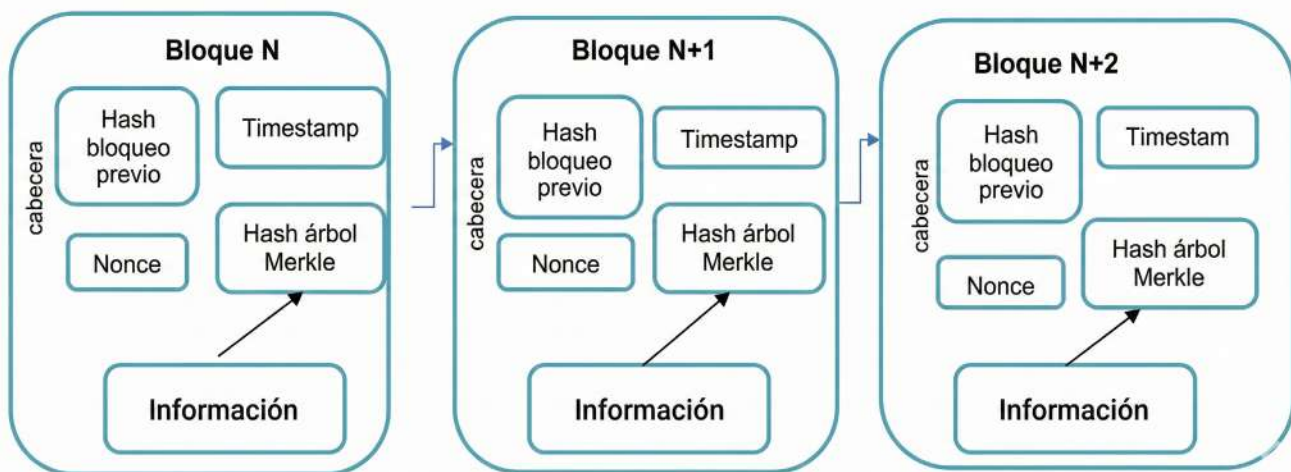 Bloque N
cabecera
Hash
bloqueo
previo
Timestamp
Nonce
Hash árbol
Merkle
Información
Bloque N+1
cabecera
Hash
bloqueo
previo
Timestamp
Nonce
Hash árbol
Merkle
Información
Bloque N+2
cabecera
Hash
bloqueo
previo
Timestam
Nonce
Hash árbol
Merkle
Información